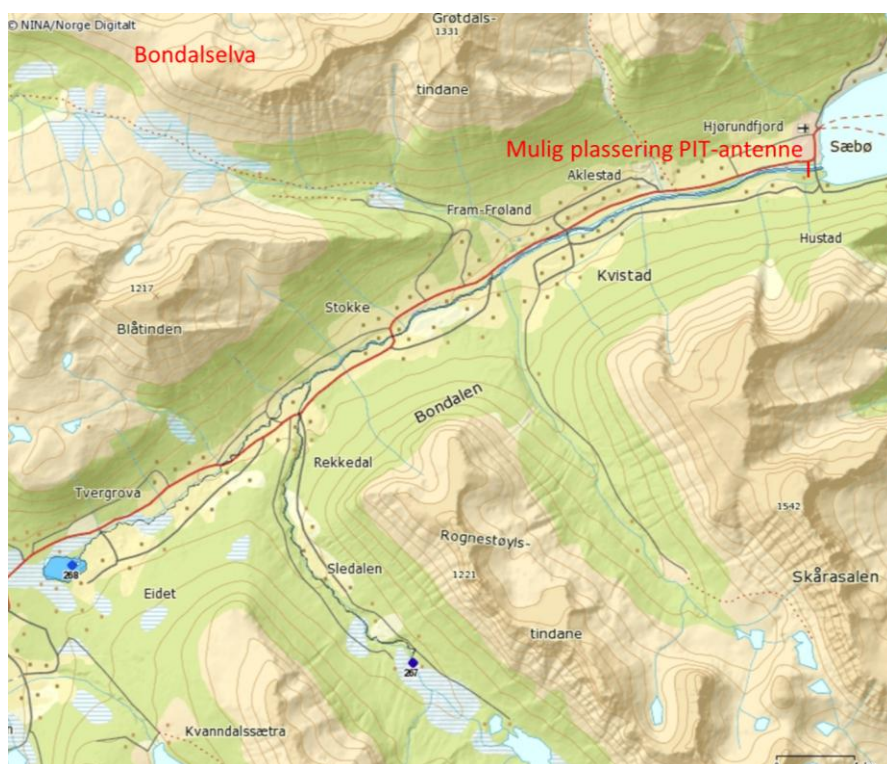 © NINA/Norge Digitalt
Grøtdals-
1331
Bondalselva
tindane
Hjørundfjord
Mulig plassering PIT-antenne
Sæbø
Aklestad
Fram-Frøland
Hustad
Kvistad
1217
Stokke
Blåtinden
Bondalen
Rekkedal
Tvergrova
1542
Rognestøyls-
268
Sledalen
1221
Skårasalen
Eidet
tindane
267
Kvanndalssætra